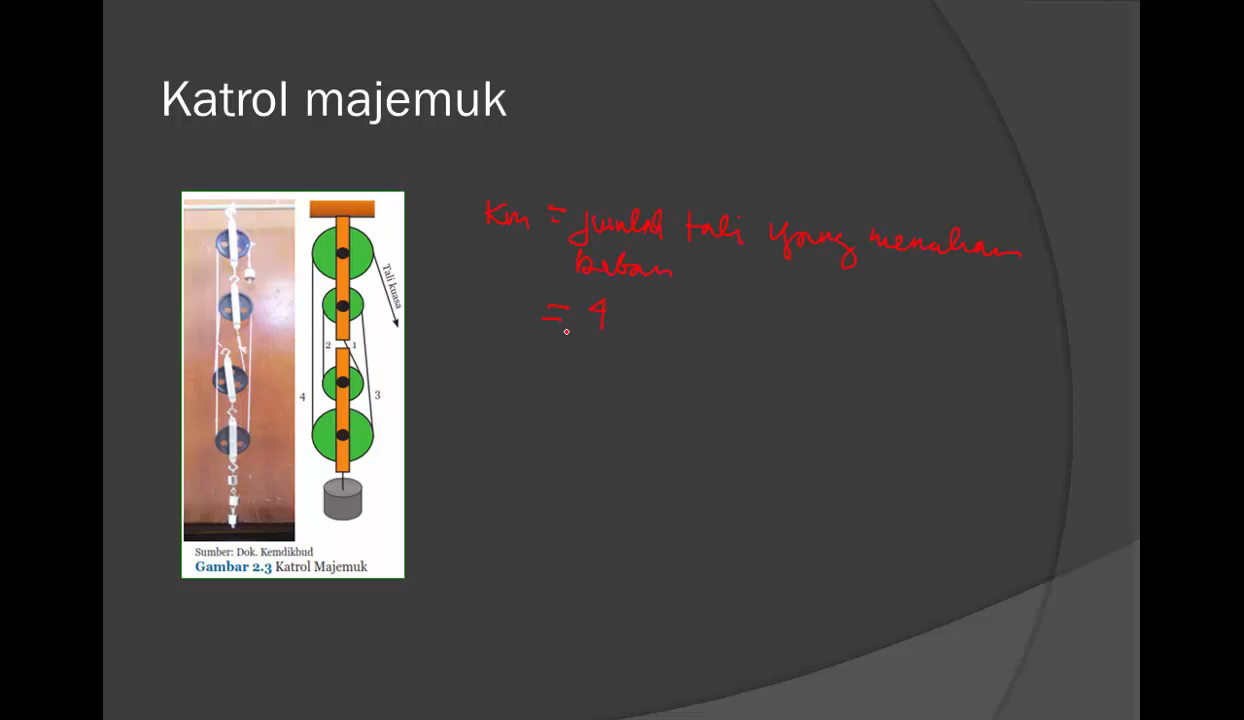 Katrol majemuk
Km = jumlah tali yang menahan
beban
= 4
Tali kuasa
2 1
4 3
Sumber: Dok. Kemdikbud
Gambar 2.3 Katrol Majemuk